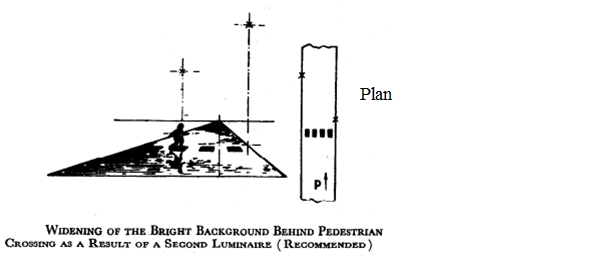 Plan
P
WIDENING OF THE BRIGHT BACKGROUND BEHIND PEDESTRIAN
CROSSING AS A RESULT OF A SECOND LUMINAIRE (RECOMMENDED)